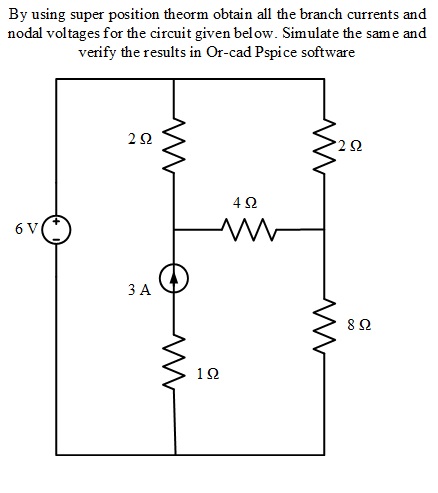 By using super position theorm obtain all the branch currents and
nodal voltages for the circuit given below. Simulate the same and
verify the results in Or-cad Pspice software
2 Ω
2 Ω
4 Ω
6 V
+
3 A
8 Ω
1 Ω